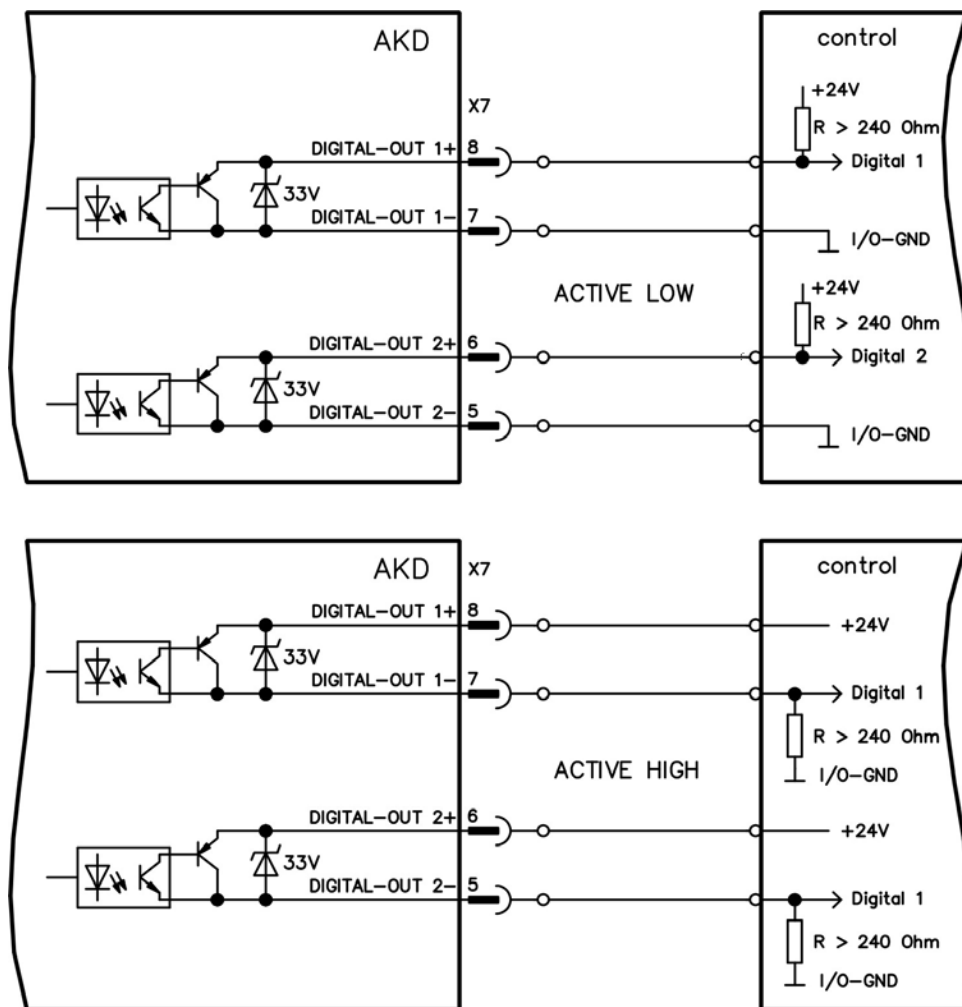 AKD
control
X7
+24V
R > 240 Ohm
DIGITAL-OUT 1+ 8
Digital 1
33V
DIGITAL-OUT 1- 7
I/O-GND
ACTIVE LOW
+24V
R > 240 Ohm
DIGITAL-OUT 2+ 6
Digital 2
33V
DIGITAL-OUT 2- 5
I/O-GND
AKD
X7
control
DIGITAL-OUT 1+ 8
+24V
33V
DIGITAL-OUT 1- 7
Digital 1
R > 240 Ohm
ACTIVE HIGH
I/O-GND
DIGITAL-OUT 2+ 6
+24V
33V
DIGITAL-OUT 2- 5
Digital 1
R > 240 Ohm
I/O-GND